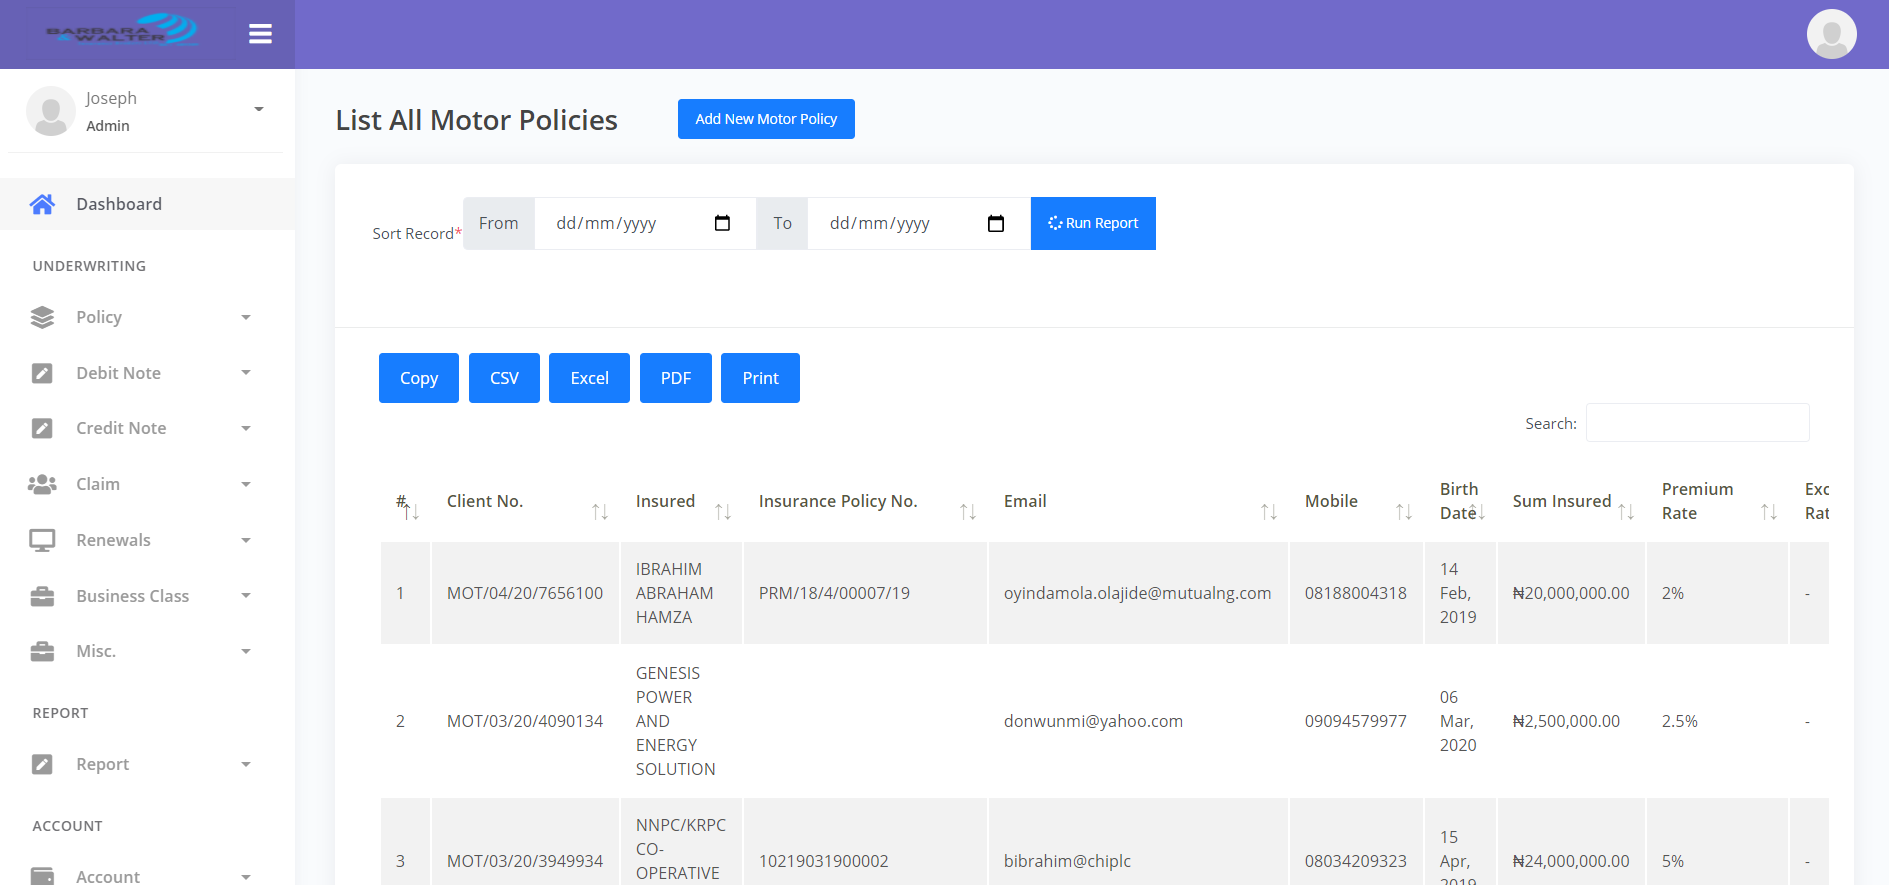 BARBARA
& WALTER
Joseph
Admin
Dashboard
UNDERWRITING
Policy
Debit Note
Credit Note
Claim
Renewals
Business Class
Misc.
REPORT
Report
ACCOUNT
Account
List All Motor Policies
Add New Motor Policy
Sort Record*
From
dd/mm/yyyy
To
dd/mm/yyyy
Run Report
Copy
CSV
Excel
PDF
Print
Search:
#
Client No.
Insured
Insurance Policy No.
Email
Mobile
Birth
Date
Sum Insured
Premium
Rate
Exc
Rat
1
MOT/04/20/7656100
IBRAHIM
ABRAHAM
HAMZA
PRM/18/4/00007/19
oyindamola.olajide@mutualng.com
08188004318
14
Feb,
2019
₦20,000,000.00
2%
-
2
MOT/03/20/4090134
GENESIS
POWER
AND
ENERGY
SOLUTION
donwunmi@yahoo.com
09094579977
06
Mar,
2020
₦2,500,000.00
2.5%
-
3
MOT/03/20/3949934
NNPC/KRPC
CO-
OPERATIVE
10219031900002
bibrahim@chiplc
08034209323
15
Apr,
2019
₦24,000,000.00
5%
-